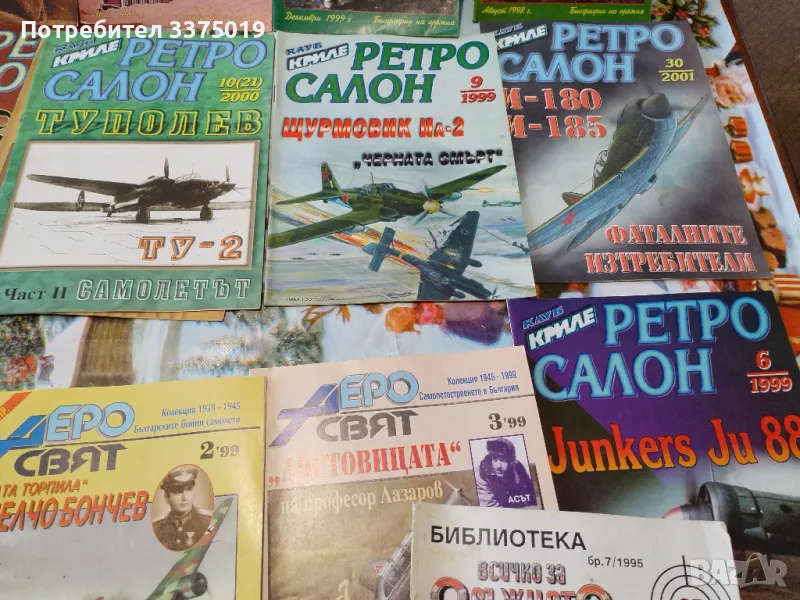 Потребител 3375019
Декември 1999 г.
Биографии на оръжия
Август 1998 г.
Биографии на оръжия
КЛУБ
КРИЛЕ
РЕТРО
САЛОН
10(21)
2000
ТУПОЛЕВ
ТУ-2
Част II САМОЛЕТЪТ
КЛУБ
КРИЛЕ
РЕТРО
САЛОН
9
1999
ЩУРМОВИК Ил-2
„ЧЕРНАТА СМЪРТ“
КРИЛЕ
РЕТРО
САЛОН
30
2001
И-180
И-185
ФАТАЛНИТЕ
ИЗТРЕБИТЕЛИ
АЕРО
СВЯТ
Колекция 1939 - 1945
Българските бойни самолети
2'99
ТОРПИЛА“
БОНЧЕВ
АЕРО
СВЯТ
Колекция 1945 - 1999
Самолетостроенето в България
3'99
„ЛЯСТОВИЦАТА“
на професор Лазаров
АСЪТ
КЛУБ
КРИЛЕ
РЕТРО
САЛОН
6
1999
Junkers Ju 88
БИБЛИОТЕКА
бр.7/1995
ВСИЧКО ЗА
bazar